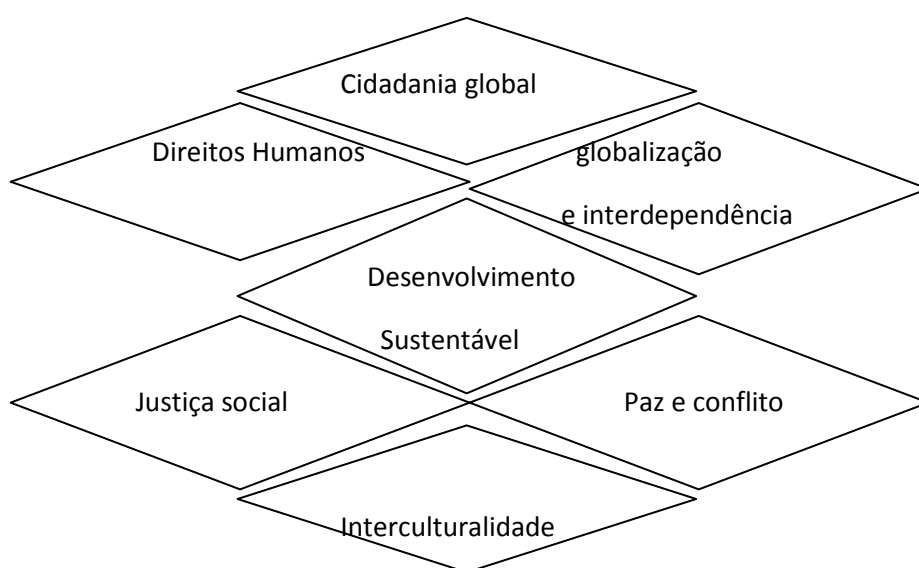 Cidadania global
Direitos Humanos
globalização
e interdependência
Desenvolvimento
Sustentável
Justiça social
Paz e conflito
Interculturalidade